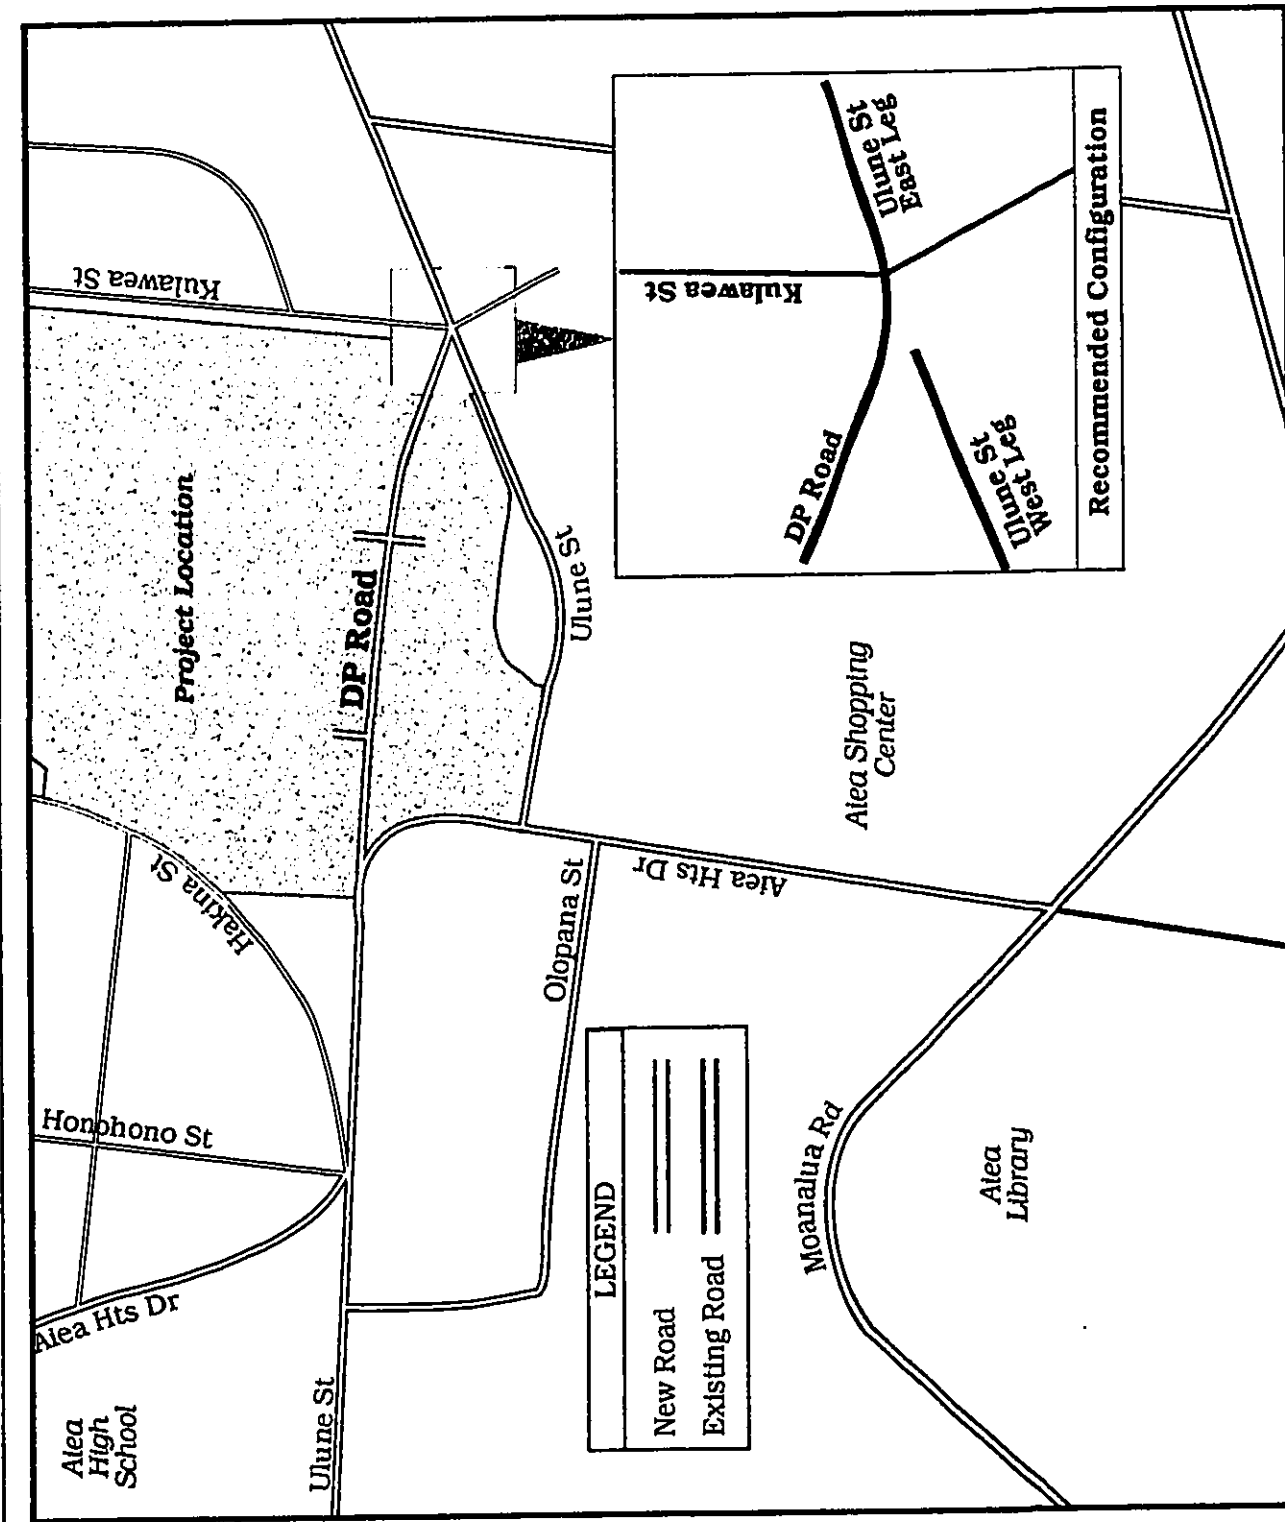 Aiea
High
School
Aiea Hts Dr
Honohono St
Hakina St
Project Location
Kulawea St
Ulune St
DP Road
Ulune St
Olopana St
Aiea Hts Dr
LEGEND
New Road
Existing Road
Moanalua Rd
Aiea
Library
Aiea Shopping
Center
Kulawea St
DP Road
Ulune St
East Leg
Ulune St
West Leg
Recommended Configuration